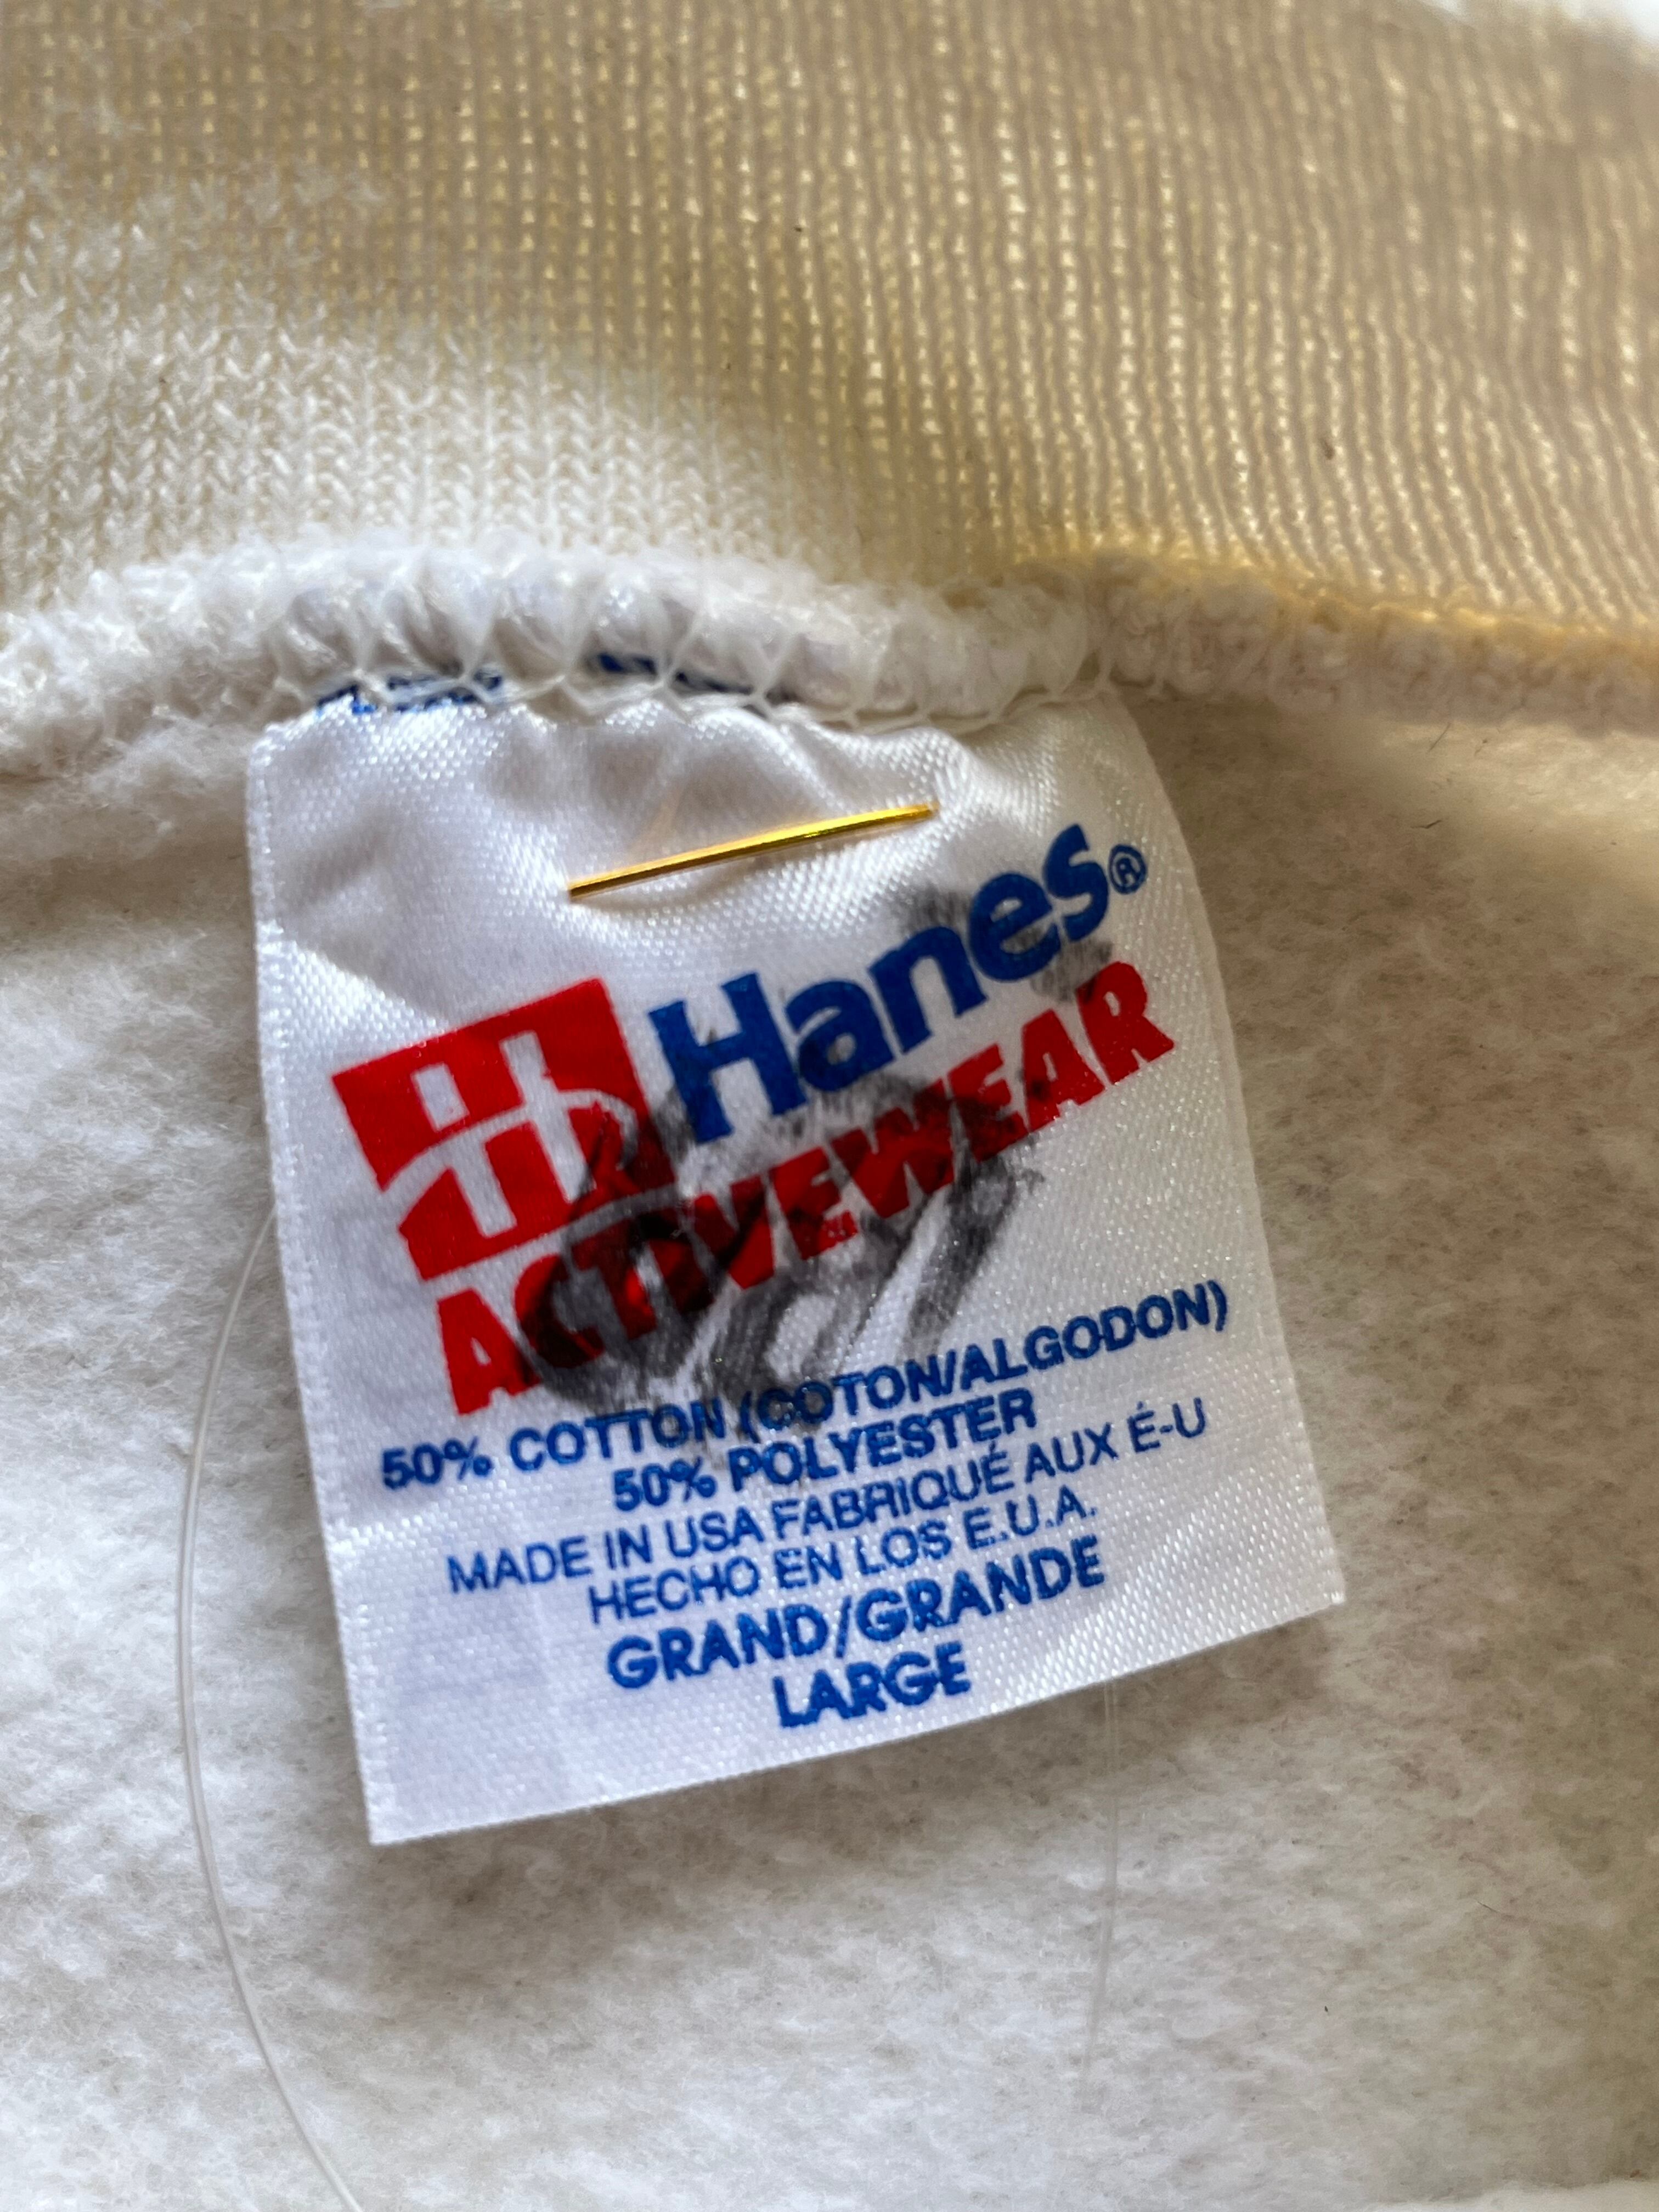 Hanes®
ACTIVEWEAR
50% COTTON (COTON/ALGODON)
50% POLYESTER
MADE IN USA FABRIQUÉ AUX É-U
HECHO EN LOS E.U.A.
GRAND/GRANDE
LARGE